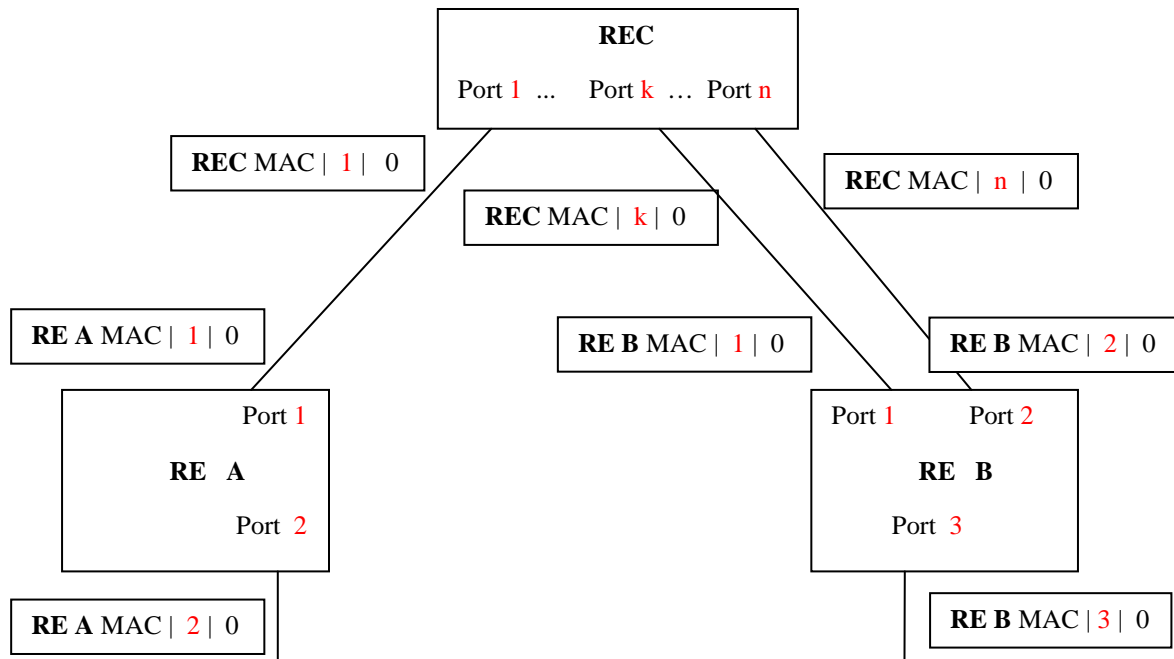 REC
Port 1 ... Port k … Port n
REC MAC | 1 | 0
REC MAC | n | 0
REC MAC | k | 0
RE A MAC | 1 | 0
RE B MAC | 1 | 0
RE B MAC | 2 | 0
Port 1
Port 1
Port 2
RE A
RE B
Port 2
Port 3
RE A MAC | 2 | 0
RE B MAC | 3 | 0